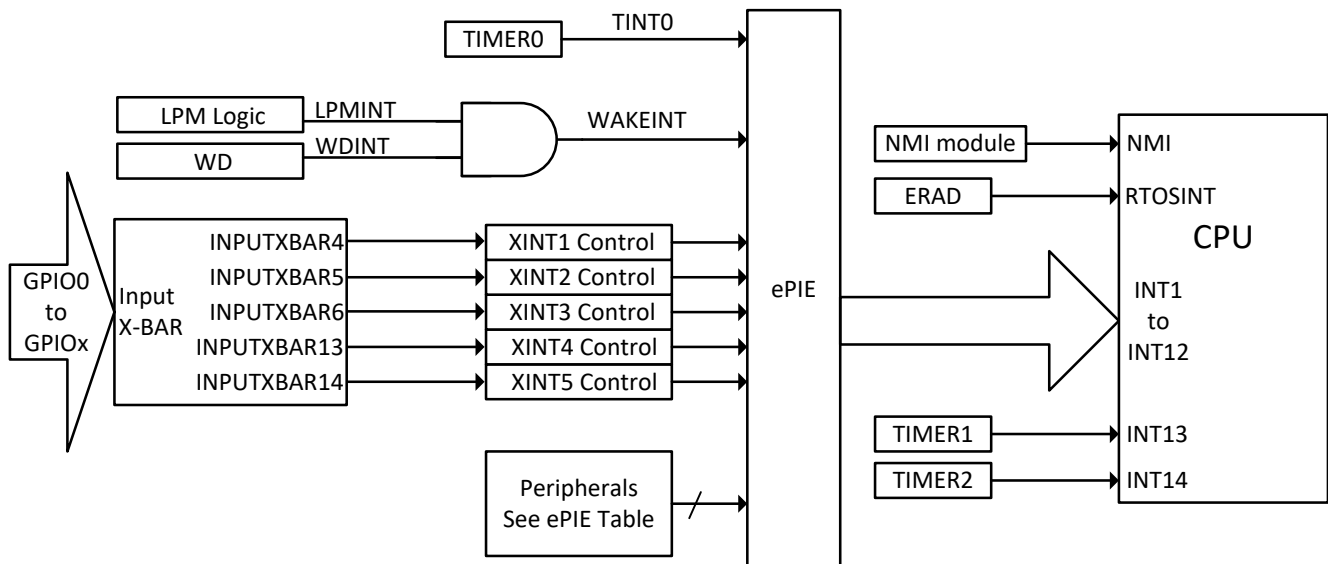 TIMER0
TINT0
LPM Logic
LPMINT
WD
WDINT
WAKEINT
GPIO0
to
GPIOx
Input
X-BAR
INPUTXBAR4
INPUTXBAR5
INPUTXBAR6
INPUTXBAR13
INPUTXBAR14
XINT1 Control
XINT2 Control
XINT3 Control
XINT4 Control
XINT5 Control
Peripherals
See ePIE Table
ePIE
NMI module
ERAD
TIMER1
TIMER2
NMI
RTOSINT
CPU
INT1
to
INT12
INT13
INT14